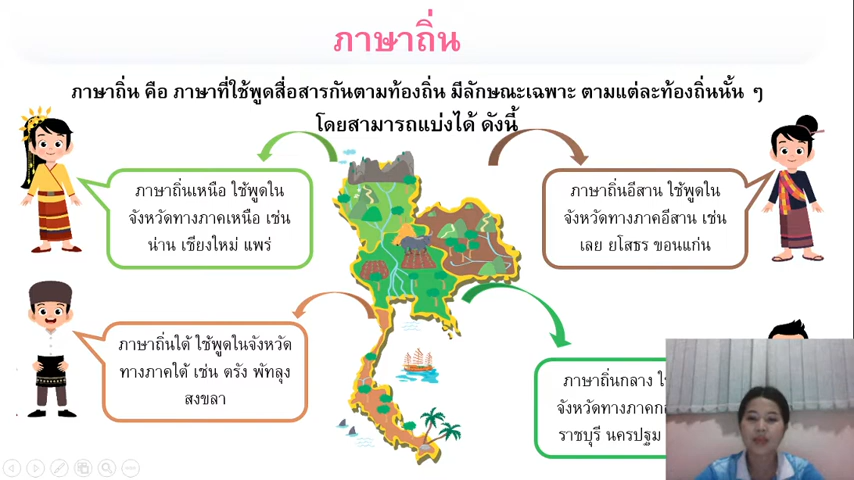 ภาษาถิ่น
ภาษาถิ่น คือ ภาษาที่ใช้พูดสื่อสารกันตามท้องถิ่น มีลักษณะเฉพาะ ตามแต่ละท้องถิ่นนั้น ๆ
โดยสามารถแบ่งได้ ดังนี้
ภาษาถิ่นเหนือ ใช้พูดใน
จังหวัดทางภาคเหนือ เช่น
น่าน เชียงใหม่ แพร่
ภาษาถิ่นอีสาน ใช้พูดใน
จังหวัดทางภาคอีสาน เช่น
เลย ยโสธร ขอนแก่น
ภาษาถิ่นใต้ ใช้พูดในจังหวัด
ทางภาคใต้ เช่น ตรัง พัทลุง
สงขลา
ภาษาถิ่นกลาง
จังหวัดทางภาค
ราชบุรี นครปฐม